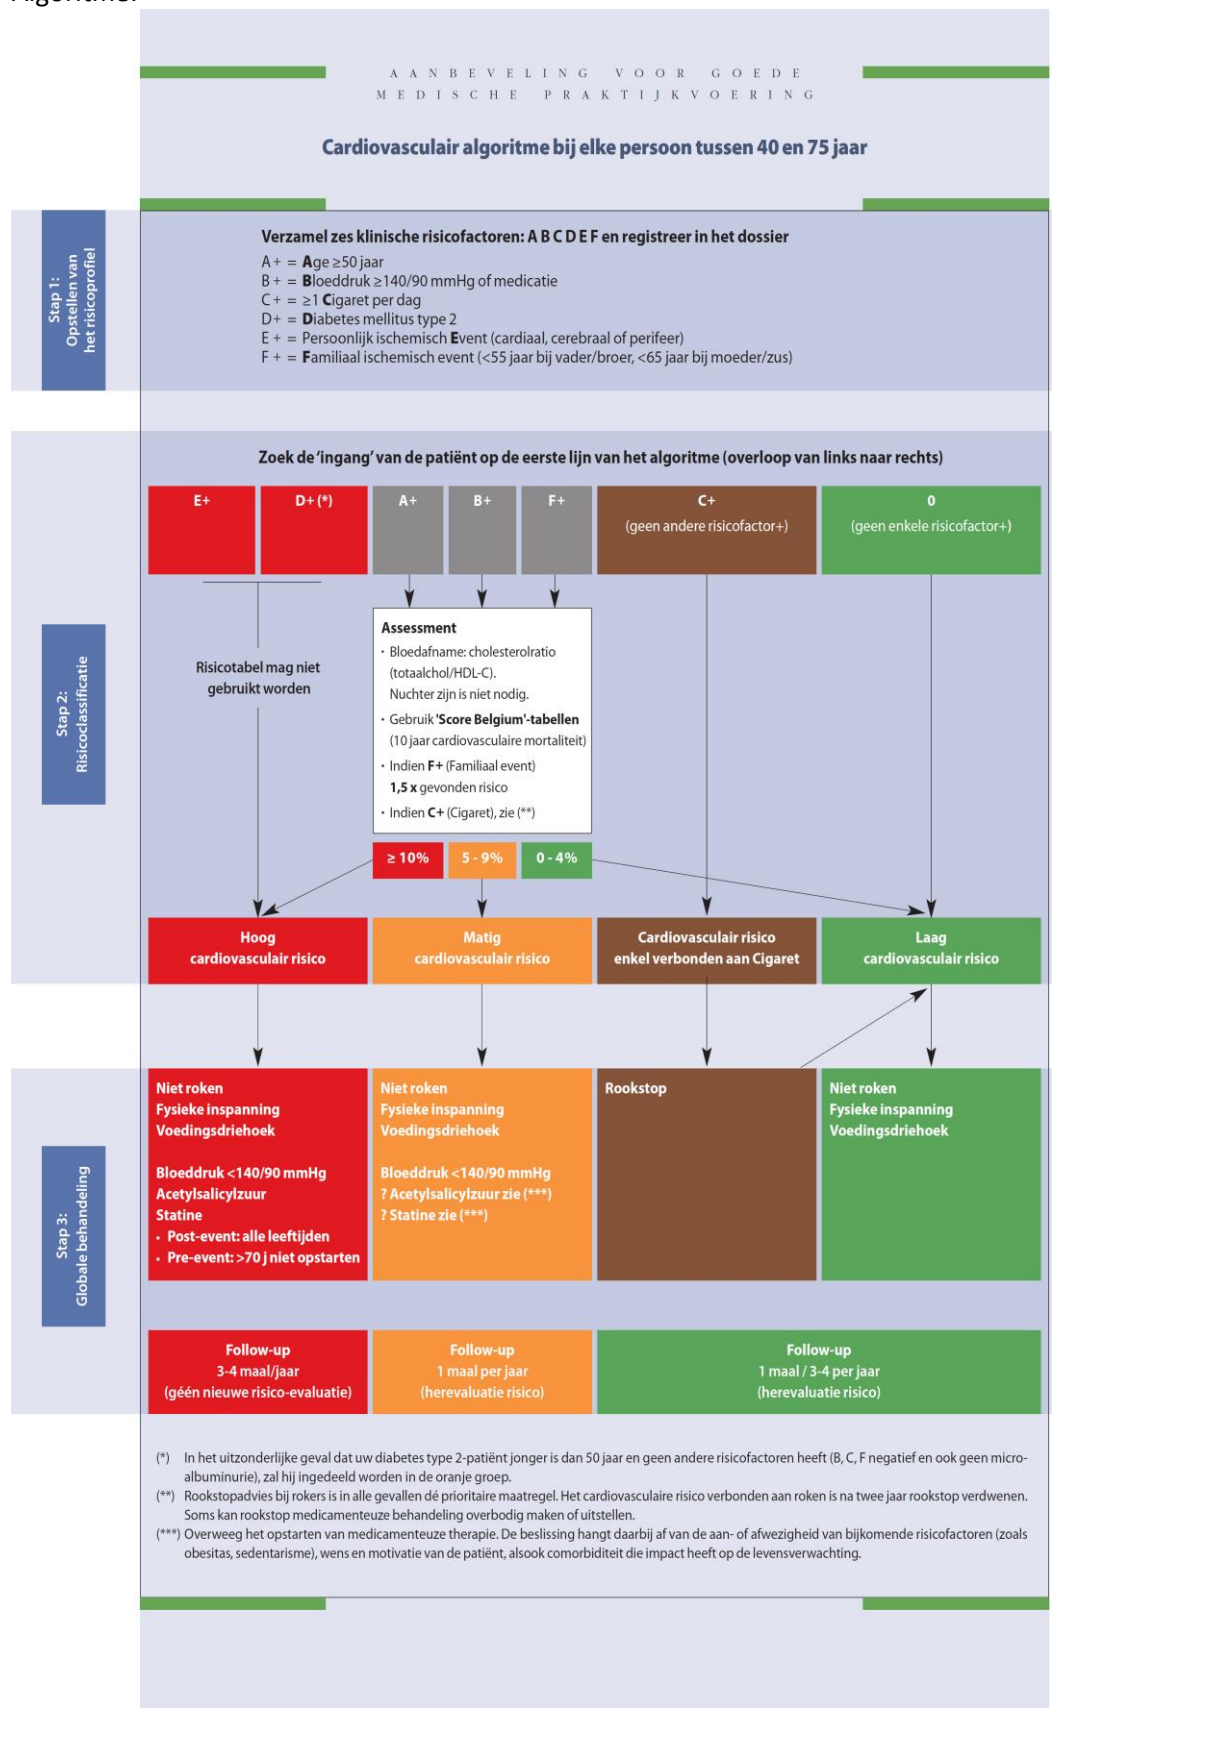 Algoritme:
AANBEVELING VOOR GOEDE
MEDISCHE PRAKTIJKVOERING
Cardiovasculair algoritme bij elke persoon tussen 40 en 75 jaar
Stap 1:
Opstellen van
het risicoprofiel
Verzamel zes klinische risicofactoren: A B C D E F en registreer in het dossier
A+ = Age ≥50 jaar
B+ = Bloeddruk ≥140/90 mmHg of medicatie
C+ = ≥1 Cigaret per dag
D+ = Diabetes mellitus type 2
E+ = Persoonlijk ischemisch Event (cardiaal, cerebraal of perifeer)
F+ = Familiaal ischemisch event (<55 jaar bij vader/broer, <65 jaar bij moeder/zus)
Stap 2:
Risicoclassificatie
Zoek de ‘ingang’ van de patiënt op de eerste lijn van het algoritme (overloop van links naar rechts)
E+
D+ (*)
A+
B+
F+
C+
(geen andere risicofactor+)
0
(geen enkele risicofactor+)
Risicotabel mag niet
gebruikt worden
Assessment
• Bloedafname: cholesterolratio
(totaalchol/HDL-C).
Nuchter zijn is niet nodig.
• Gebruik 'Score Belgium'-tabellen
(10 jaar cardiovasculaire mortaliteit)
• Indien F+ (Familiaal event)
1,5 x gevonden risico
• Indien C+ (Cigaret), zie (**)
≥ 10%
5 - 9%
0 - 4%
Hoog
cardiovasculair risico
Matig
cardiovasculair risico
Cardiovasculair risico
enkel verbonden aan Cigaret
Laag
cardiovasculair risico
Stap 3:
Globale behandeling
Niet roken
Fysieke inspanning
Voedingsdriehoek
Bloeddruk <140/90 mmHg
Acetylsalicylzuur
Statine
• Post-event: alle leeftijden
• Pre-event: >70 j niet opstarten
Niet roken
Fysieke inspanning
Voedingsdriehoek
Bloeddruk <140/90 mmHg
? Acetylsalicylzuur zie (***)
? Statine zie (***)
Rookstop
Niet roken
Fysieke inspanning
Voedingsdriehoek
Follow-up
3-4 maal/jaar
(géén nieuwe risico-evaluatie)
Follow-up
1 maal per jaar
(herevaluatie risico)
Follow-up
1 maal / 3-4 per jaar
(herevaluatie risico)
(*) In het uitzonderlijke geval dat uw diabetes type 2-patiënt jonger is dan 50 jaar en geen andere risicofactoren heeft (B, C, F negatief en ook geen micro-
albuminurie), zal hij ingedeeld worden in de oranje groep.
(**) Rookstopadvies bij rokers is in alle gevallen dé prioritaire maatregel. Het cardiovasculaire risico verbonden aan roken is na twee jaar rookstop verdwenen.
Soms kan rookstop medicamenteuze behandeling overbodig maken of uitstellen.
(***) Overweeg het opstarten van medicamenteuze therapie. De beslissing hangt daarbij af van de aan- of afwezigheid van bijkomende risicofactoren (zoals
obesitas, sedentarisme), wens en motivatie van de patiënt, alsook comorbiditeit die impact heeft op de levensverwachting.